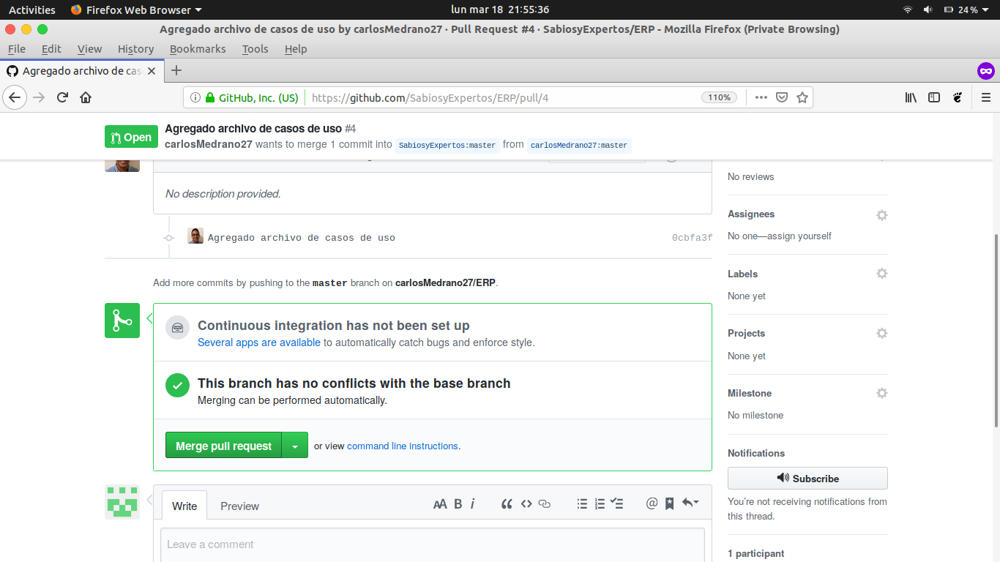 Activities Firefox Web Browser lun mar 18 21:55:36 24 %
Agregado archivo de casos de uso by carlosMedrano27 · Pull Request #4 · SabiosyExpertos/ERP - Mozilla Firefox (Private Browsing)
File Edit View History Bookmarks Tools Help
Agregado archivo de cas
GitHub, Inc. (US) https://github.com/SabiosyExpertos/ERP/pull/4 110%
Open Agregado archivo de casos de uso #4
carlosMedrano27 wants to merge 1 commit into SabiosyExpertos:master from carlosMedrano27:master
No reviews
No description provided.
Assignees
No one—assign yourself
Agregado archivo de casos de uso 0cbfa3f
Labels
None yet
Add more commits by pushing to the master branch on carlosMedrano27/ERP.
Continuous integration has not been set up
Several apps are available to automatically catch bugs and enforce style.
Projects
None yet
This branch has no conflicts with the base branch
Merging can be performed automatically.
Milestone
No milestone
Merge pull request or view command line instructions.
Notifications
Subscribe
You're not receiving notifications from
this thread.
Write Preview
Leave a comment
1 participant